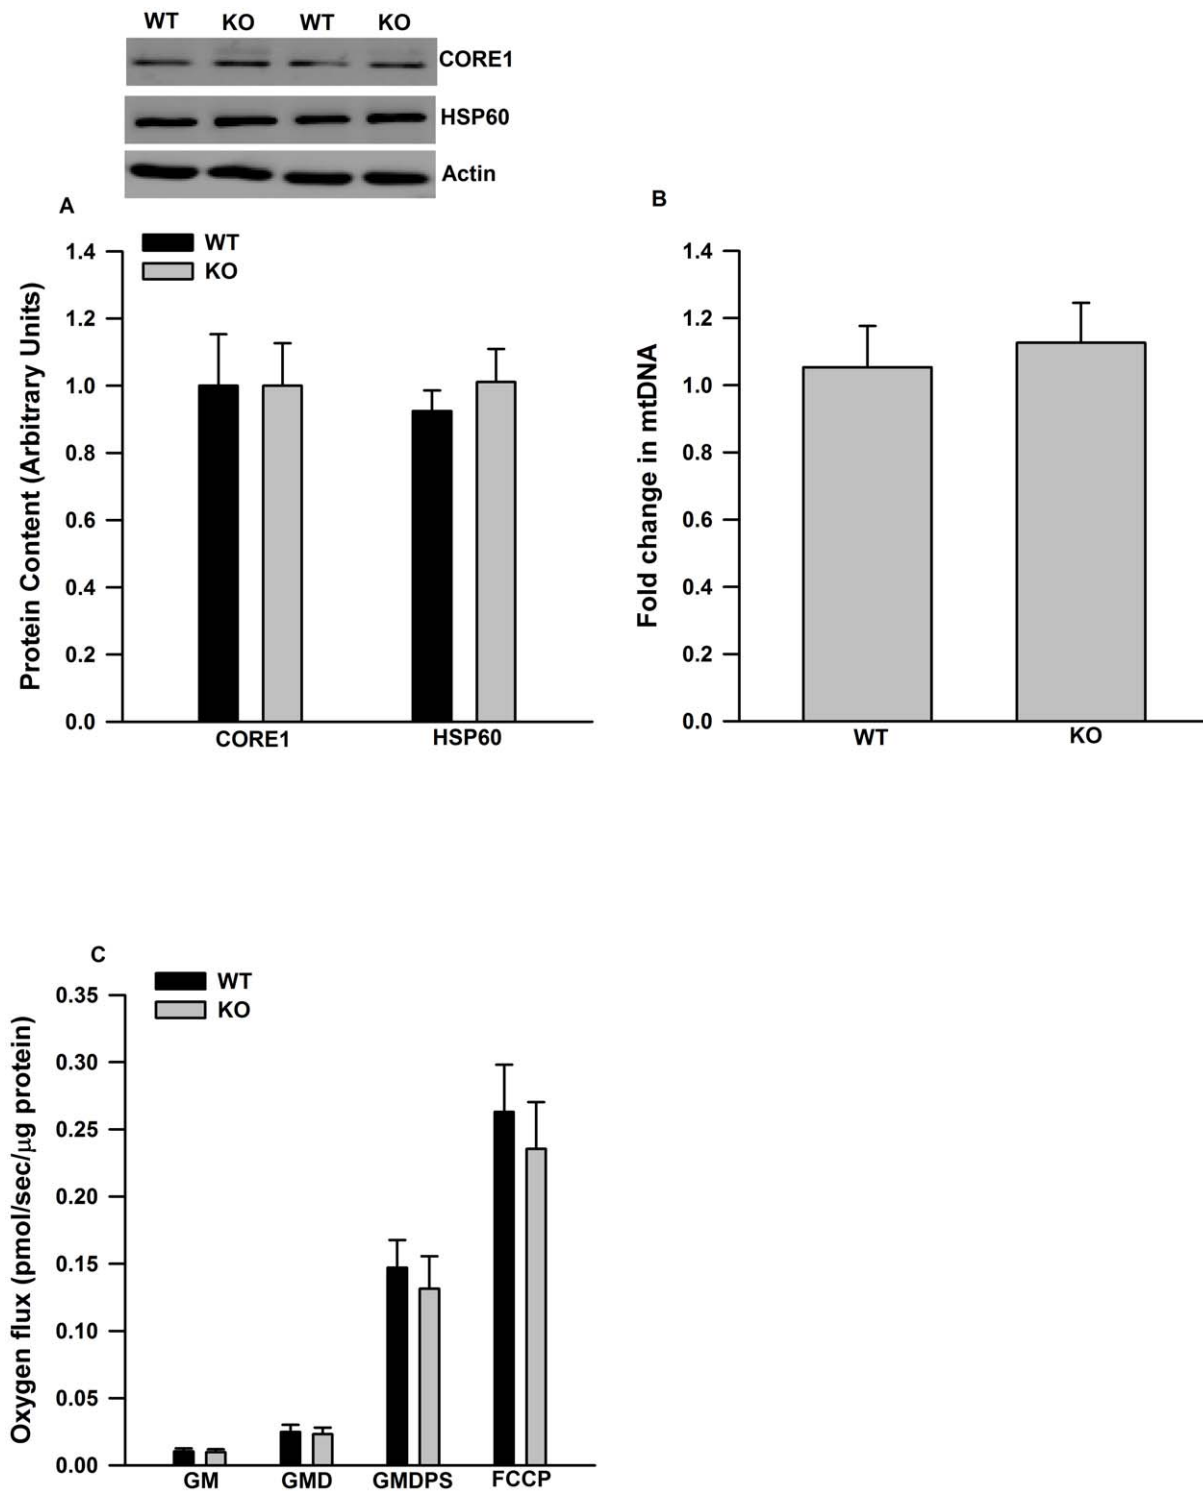 WT KO WT KO
CORE1
HSP60
Actin
A
WT
KO
Protein Content (Arbitrary Units)
1.4
1.2
1.0
0.8
0.6
0.4
0.2
0.0
CORE1 HSP60
B
Fold change in mtDNA
1.4
1.2
1.0
0.8
0.6
0.4
0.2
0.0
WT KO
C
WT
KO
Oxygen flux (pmol/sec/μg protein)
0.35
0.30
0.25
0.20
0.15
0.10
0.05
0.00
GM GMD GMDPS FCCP